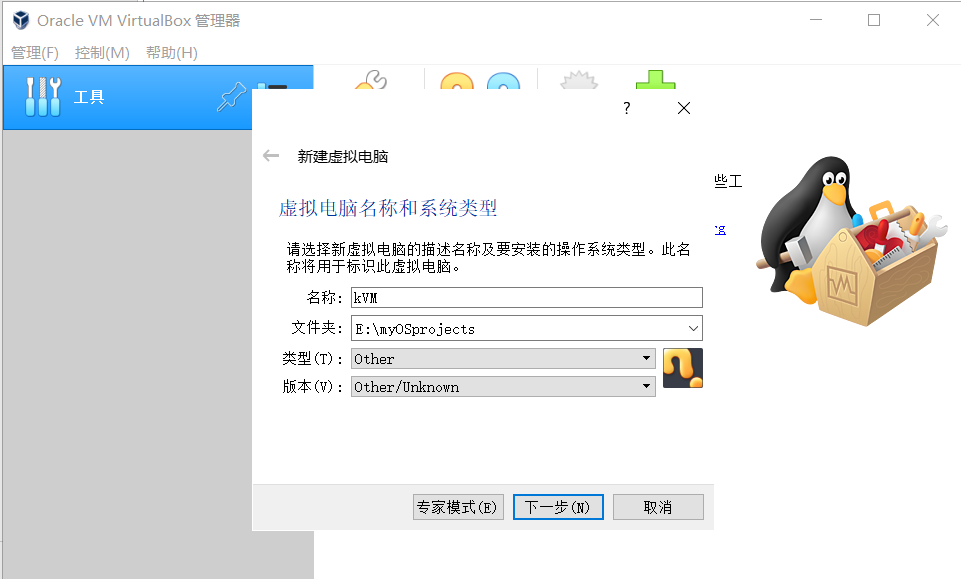 Oracle VM VirtualBox 管理器
管理(F) 控制(M) 帮助(H)
工具
?
新建虚拟电脑
些工
虚拟电脑名称和系统类型
g
请选择新虚拟电脑的描述名称及要安装的操作系统类型。此名
称将用于标识此虚拟电脑。
名称: kVM
文件夹: E:\myOSprojects
类型(T): Other
版本(V): Other/Unknown
专家模式(E) 下一步(N) 取消